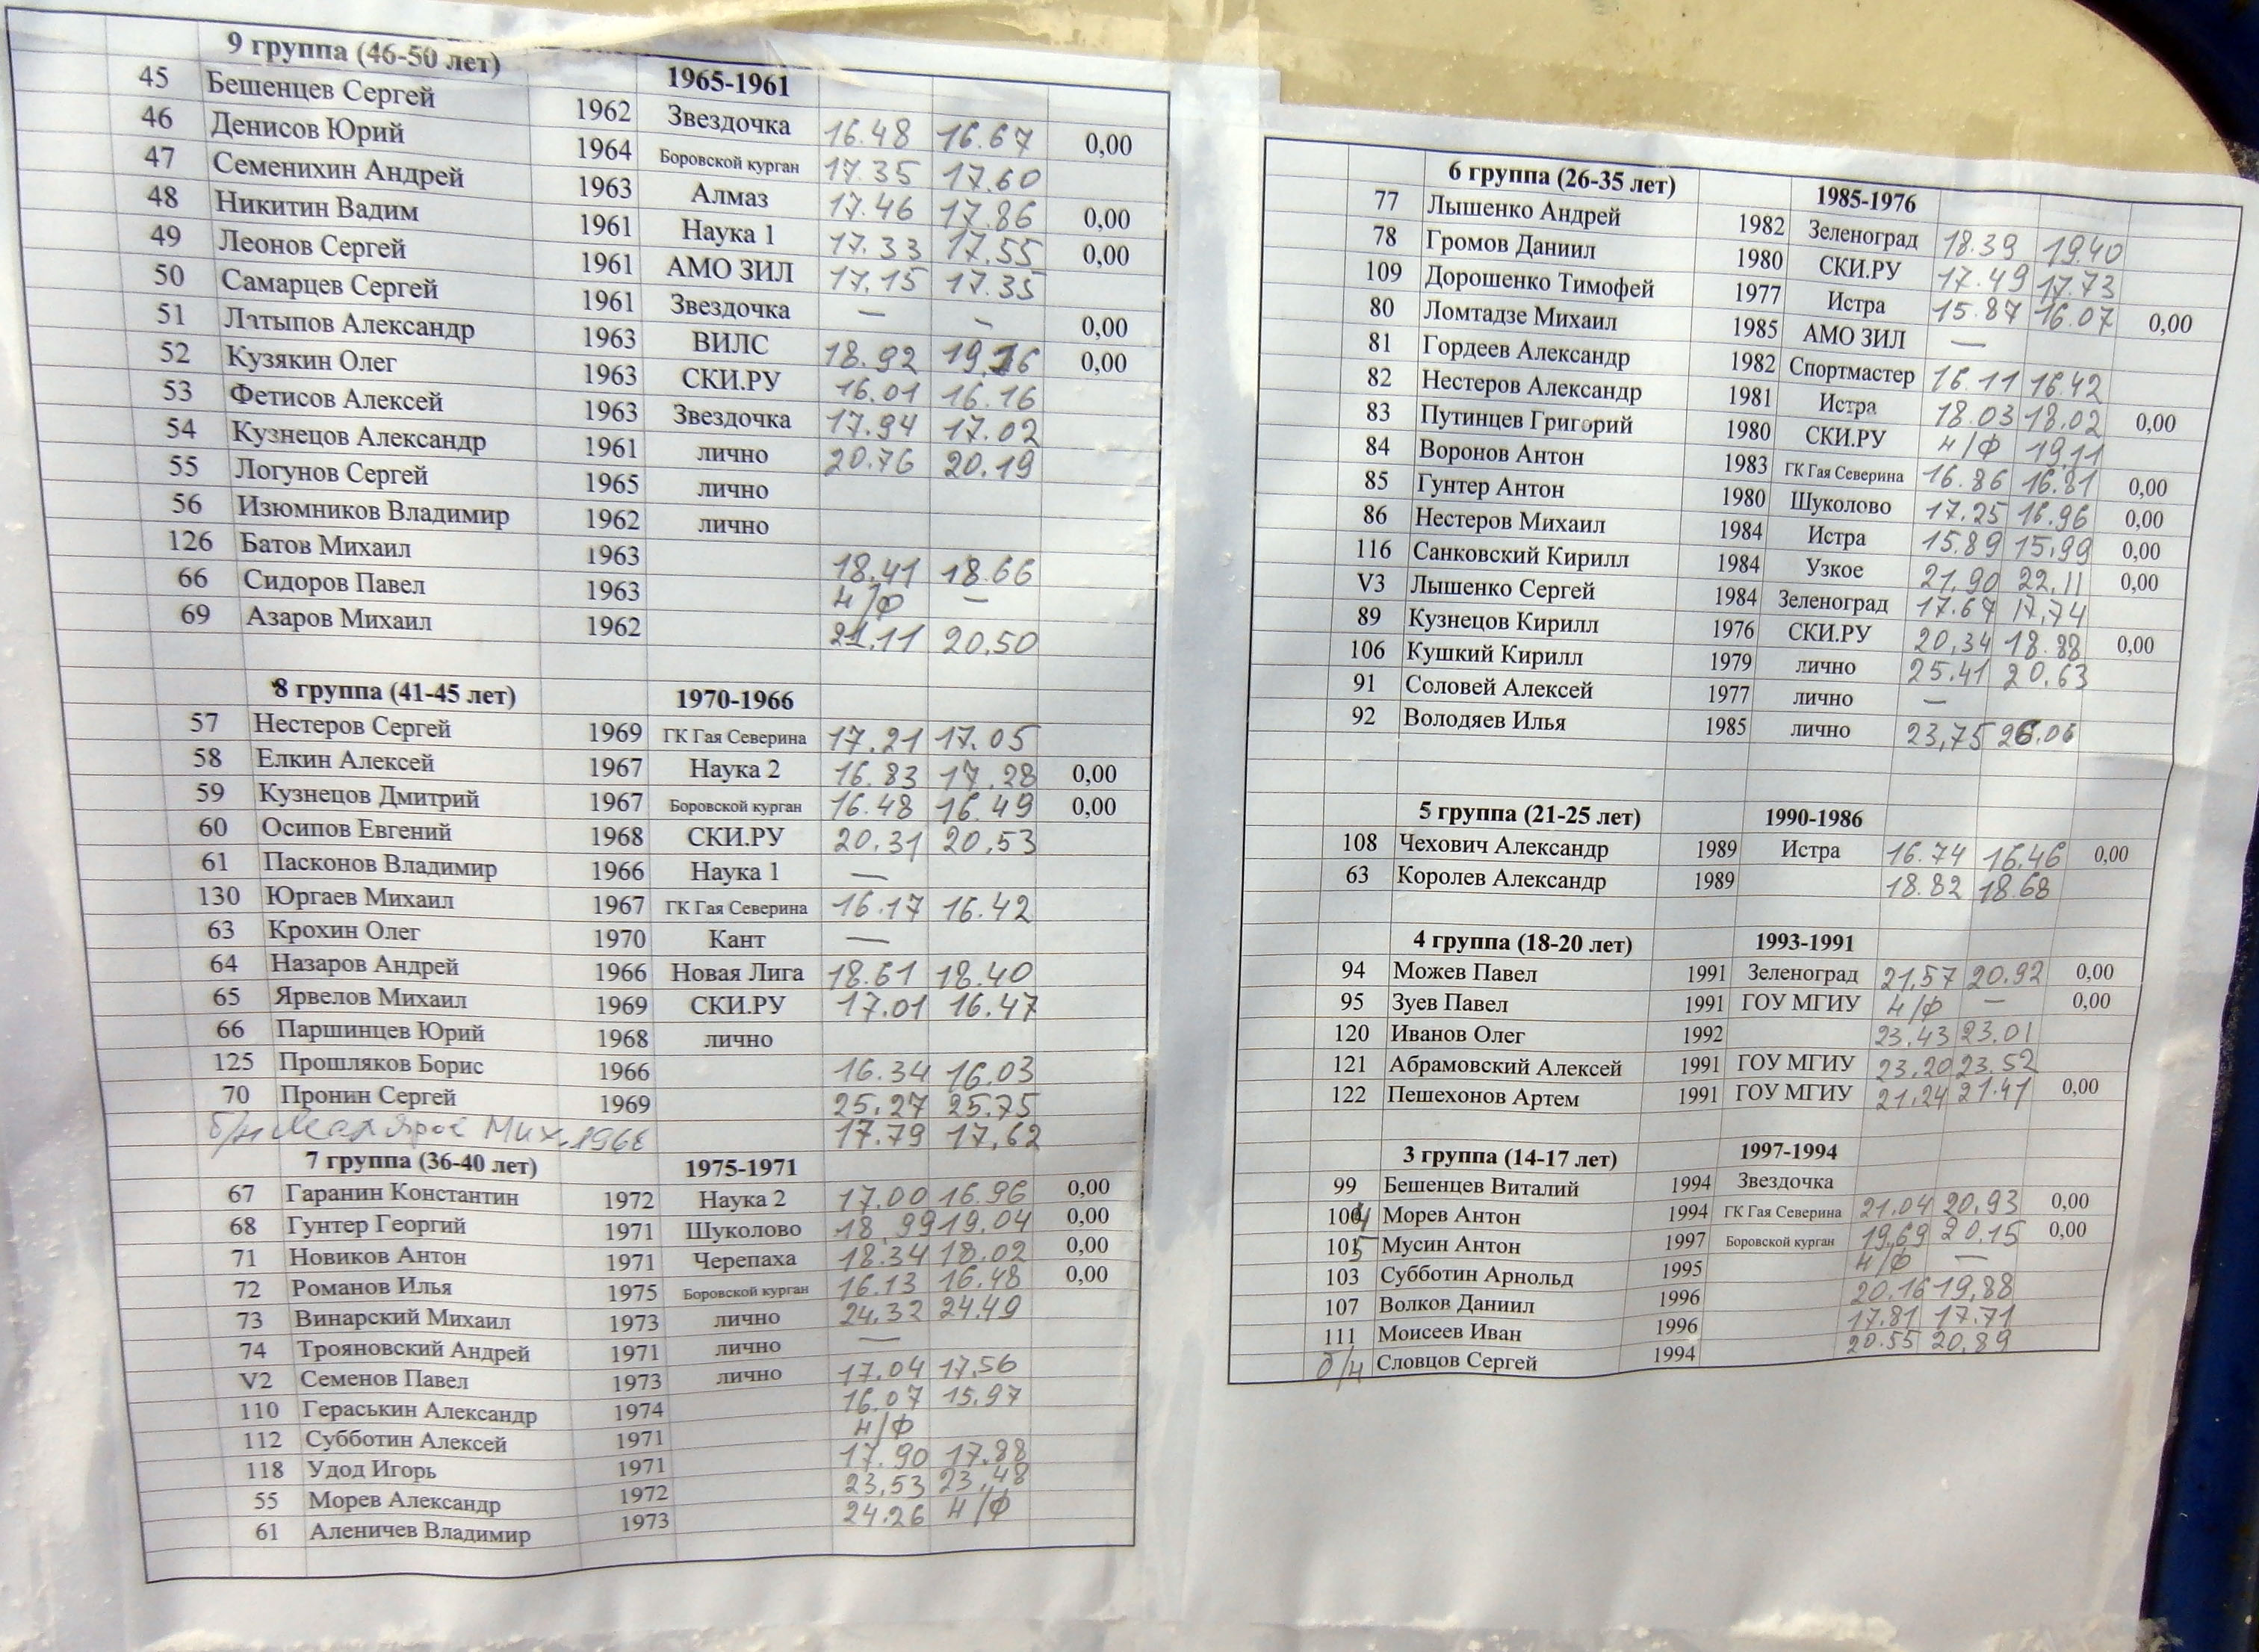 9 группа (46-50 лет) 1965-1961
45 Бешенцев Сергей 1962 Звездочка 16.48 16.67 0,00
46 Денисов Юрий 1964 Боровской курган 17.35 17.60
47 Семенихин Андрей 1963 Алмаз 17.46 17.86 0,00
48 Никитин Вадим 1961 Наука 1 17.33 17.55 0,00
49 Леонов Сергей 1961 АМО ЗИЛ 17.15 17.35
50 Самарцев Сергей 1961 Звездочка — — 0,00
51 Латыпов Александр 1963 ВИЛС 18.92 0,00
52 Кузякин Олег 1963 СКИ.РУ 16.01 16.16
53 Фетисов Алексей 1963 Звездочка 17.94 17.02
54 Кузнецов Александр 1961 лично 20.76 20.19
55 Логунов Сергей 1965 лично
56 Изюмников Владимир 1962 лично
126 Батов Михаил 1963 18.41 18.66
66 Сидоров Павел 1963 н/ф —
69 Азаров Михаил 1962 21.11 20,50
8 группа (41-45 лет) 1970-1966
57 Нестеров Сергей 1969 ГК Гая Северина 17.21 17.05
58 Елкин Алексей 1967 Наука 2 16.83 17.28 0,00
59 Кузнецов Дмитрий 1967 Боровской курган 16.48 16.49 0,00
60 Осипов Евгений 1968 СКИ.РУ 20.31 20,53
61 Пасконов Владимир 1966 Наука 1 —
130 Юргаев Михаил 1967 ГК Гая Северина 16.17 16.42
63 Крохин Олег 1970 Кант —
64 Назаров Андрей 1966 Новая Лига 18.61 18.40
65 Ярвелов Михаил 1969 СКИ.РУ 17.01 16.47
66 Паршинцев Юрий 1968 лично
125 Прошляков Борис 1966 16.34 16.03
70 Пронин Сергей 1969 25,27 25.75
б/н Мих. 17.79 17,62
7 группа (36-40 лет) 1975-1971
67 Гаранин Константин 1972 Наука 2 17.00 16.96 0,00
68 Гунтер Георгий 1971 Шуколово 18,99 19.04 0,00
71 Новиков Антон 1971 Черепаха 18.34 18.02 0,00
72 Романов Илья 1975 Боровской курган 16.13 16.48 0,00
73 Винарский Михаил 1973 лично 24.32 24.49
74 Трояновский Андрей 1971 лично —
V2 Семенов Павел 1973 лично 17.04 17.56
110 Гераськин Александр 1974 16.07 15.97
112 Субботин Алексей 1971 н/ф
118 Удод Игорь 1971 17.90 17.88
55 Морев Александр 1972 23,53 23,48
61 Аленичев Владимир 1973 24.26 н/ф
6 группа (26-35 лет) 1985-1976
77 Лышенко Андрей 1982 Зеленоград 18.39 19.40
78 Громов Даниил 1980 СКИ.РУ 17.49 17.73
109 Дорошенко Тимофей 1977 Истра 15.87 16.07 0,00
80 Ломтадзе Михаил 1985 АМО ЗИЛ —
81 Гордеев Александр 1982 Спортмастер 16.11 16.42
82 Нестеров Александр 1981 Истра 18.03 18,02 0,00
83 Путинцев Григорий 1980 СКИ.РУ н/ф 19,11
84 Воронов Антон 1983 ГК Гая Северина 16.86 16.81 0,00
85 Гунтер Антон 1980 Шуколово 17.25 16.96 0,00
86 Нестеров Михаил 1984 Истра 15.89 15,99 0,00
116 Санковский Кирилл 1984 Узкое 21,90 22,11 0,00
V3 Лышенко Сергей 1984 Зеленоград 17.67 17,74
89 Кузнецов Кирилл 1976 СКИ.РУ 20,34 18.88 0,00
106 Кушкий Кирилл 1979 лично 25.41 20,63
91 Соловей Алексей 1977 лично —
92 Володяев Илья 1985 лично 23,75
5 группа (21-25 лет) 1990-1986
108 Чехович Александр 1989 Истра 16.74 16.46 0,00
63 Королев Александр 1989 18.82 18.68
4 группа (18-20 лет) 1993-1991
94 Можев Павел 1991 Зеленоград 21,57 20.92 0,00
95 Зуев Павел 1991 ГОУ МГИУ н/ф — 0,00
120 Иванов Олег 1992 23.43 23.01
121 Абрамовский Алексей 1991 ГОУ МГИУ 23,20 23.52
122 Пешехонов Артем 1991 ГОУ МГИУ 21,24 21.41 0,00
3 группа (14-17 лет) 1997-1994
99 Бешенцев Виталий 1994 Звездочка
104 Морев Антон 1994 ГК Гая Северина 21.04 20,93 0,00
105 Мусин Антон 1997 Боровской курган 19,69 20.15 0,00
103 Субботин Арнольд 1995 н/ф —
107 Волков Даниил 1996 20.16 19,88
111 Моисеев Иван 1996 17.81 17.71
б/н Словцов Сергей 1994 20.55 20,89